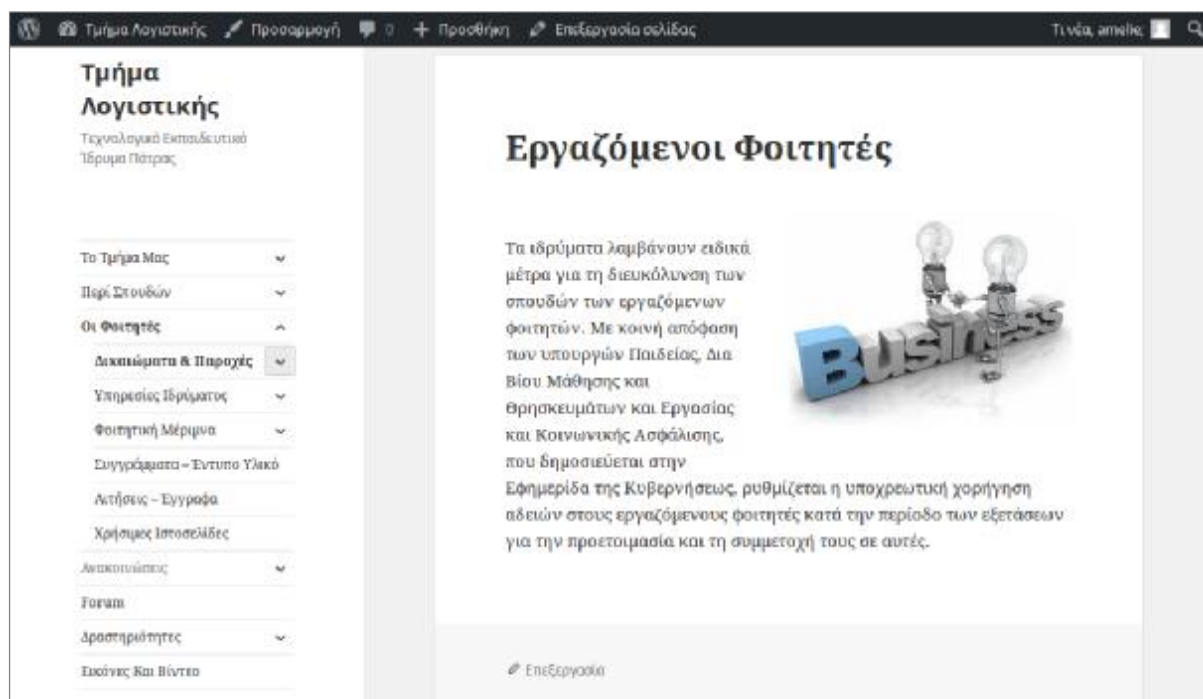 Τμήμα Λογιστικής Προσαρμογή 0 Προσθήκη Επεξεργασία σελίδας Τι νέα, amelie;
Τμήμα
Λογιστικής
Τεχνολογικό Εκπαιδευτικό
Ίδρυμα Πάτρας
Το Τμήμα Μας
Περί Σπουδών
Οι Φοιτητές
Δικαιώματα & Παροχές
Υπηρεσίες Ιδρύματος
Φοιτητική Μέριμνα
Συγγράμματα – Έντυπο Υλικό
Αιτήσεις – Έγγραφα
Χρήσιμες Ιστοσελίδες
Ανακοινώσεις
Forum
Δραστηριότητες
Εικόνες Και Βίντεο
Εργαζόμενοι Φοιτητές
Τα ιδρύματα λαμβάνουν ειδικά
μέτρα για τη διευκόλυνση των
σπουδών των εργαζόμενων
φοιτητών. Με κοινή απόφαση
των υπουργών Παιδείας, Δια
Βίου Μάθησης και
Θρησκευμάτων και Εργασίας
και Κοινωνικής Ασφάλισης,
που δημοσιεύεται στην
Εφημερίδα της Κυβερνήσεως, ρυθμίζεται η υποχρεωτική χορήγηση
αδειών στους εργαζόμενους φοιτητές κατά την περίοδο των εξετάσεων
για την προετοιμασία και τη συμμετοχή τους σε αυτές.
Business
Επεξεργασία